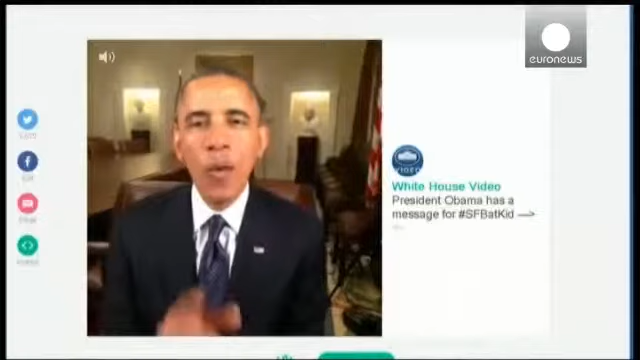 euronews
VIDEO
White House Video
President Obama has a
message for #SFBatKid